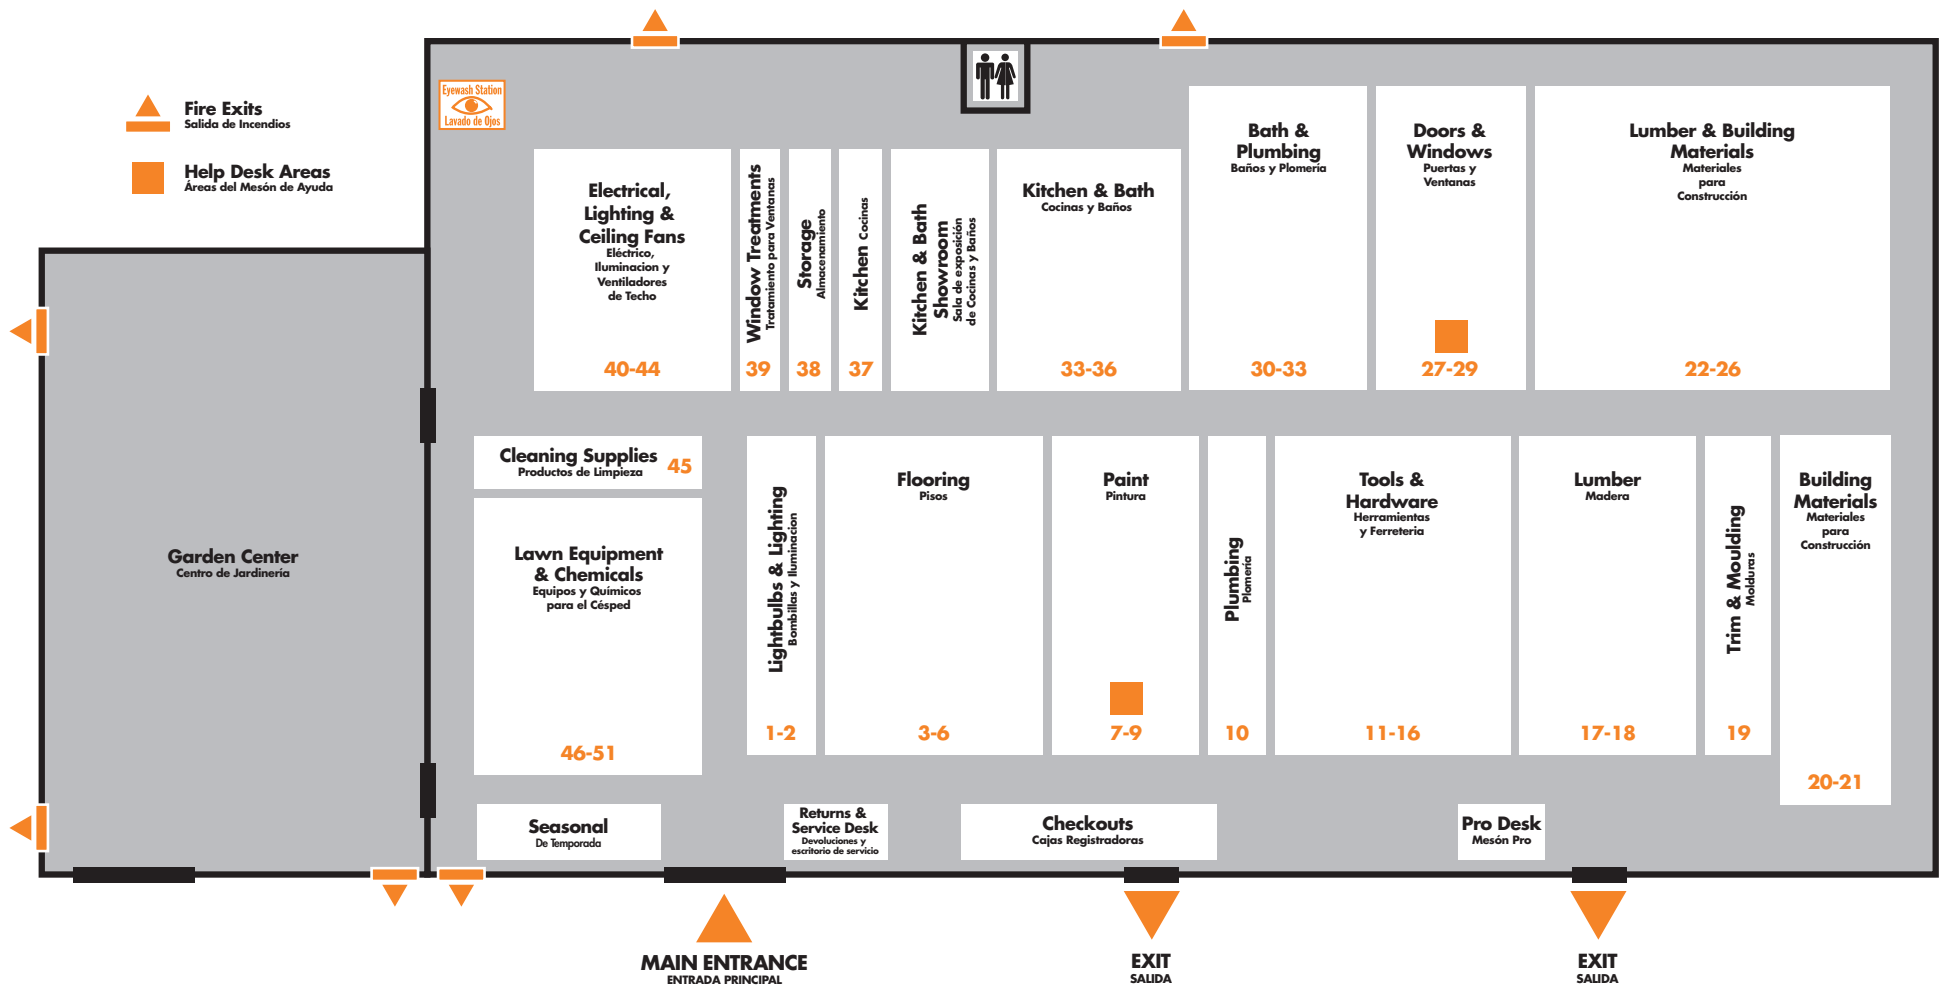 Fire Exits
Salida de Incendios
Help Desk Areas
Áreas del Mesón de Ayuda
Eyewash Station
Lavado de Ojos
Electrical,
Lighting &
Ceiling Fans
Eléctrico,
Iluminacion y
Ventiladores
de Techo
40-44
Window Treatments
Tratamiento para Ventanas
39
Storage
Almacenamiento
38
Kitchen Cocinas
37
Kitchen & Bath
Showroom
Sala de exposición
de Cocinas y Baños
Kitchen & Bath
Cocinas y Baños
33-36
Bath &
Plumbing
Baños y Plomería
30-33
Doors &
Windows
Puertas y
Ventanas
27-29
Lumber & Building
Materials
Materiales
para
Construcción
22-26
Garden Center
Centro de Jardinería
Cleaning Supplies
Productos de Limpieza
45
Lawn Equipment
& Chemicals
Equipos y Químicos
para el Césped
46-51
Lightbulbs & Lighting
Bombillas y Iluminacion
1-2
Flooring
Pisos
3-6
Paint
Pintura
7-9
Plumbing
Plomería
10
Tools &
Hardware
Herramientas
y Ferreteria
11-16
Lumber
Madera
17-18
Trim & Moulding
Molduras
19
Building
Materials
Materiales
para
Construcción
20-21
Seasonal
De Temporada
Returns &
Service Desk
Devoluciones y
escritorio de servicio
Checkouts
Cajas Registradoras
Pro Desk
Mesón Pro
MAIN ENTRANCE
ENTRADA PRINCIPAL
EXIT
SALIDA
EXIT
SALIDA